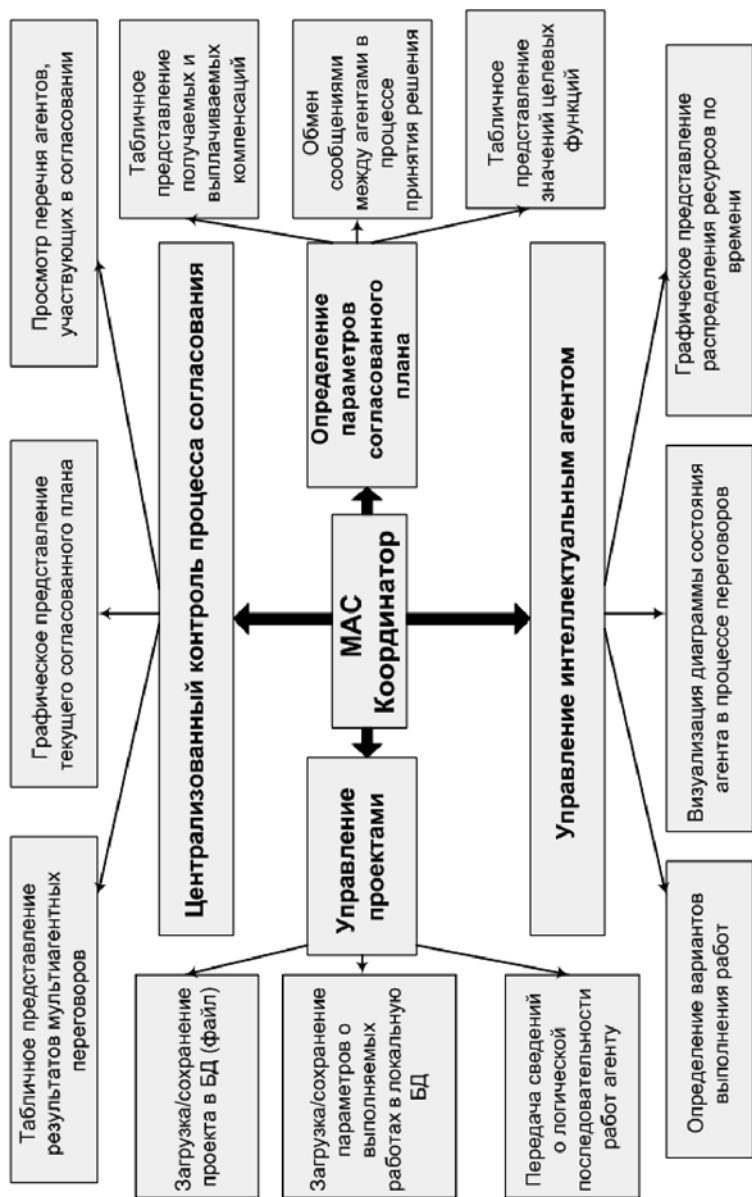 Табличное представление
результатов мультиагентных
переговоров
Графическое представление
текущего согласованного плана
Просмотр перечня агентов,
участвующих в согласовании
Централизованный контроль процесса согласования
Загрузка/сохранение
проекта в БД (файл)
Загрузка/сохранение
параметров о
выполняемых
работах в локальную
БД
Передача сведений
о логической
последовательности
работ агенту
Управление
проектами
МАС
Координатор
Определение
параметров
согласованного
плана
Табличное
представление
получаемых и
выплачиваемых
компенсаций
Обмен
сообщениями
между агентами в
процессе
принятия решения
Табличное
представление
значений целевых
функций
Управление интеллектуальным агентом
Определение вариантов
выполнения работ
Визуализация диаграммы состояния
агента в процессе переговоров
Графическое представление
распределения ресурсов по
времени